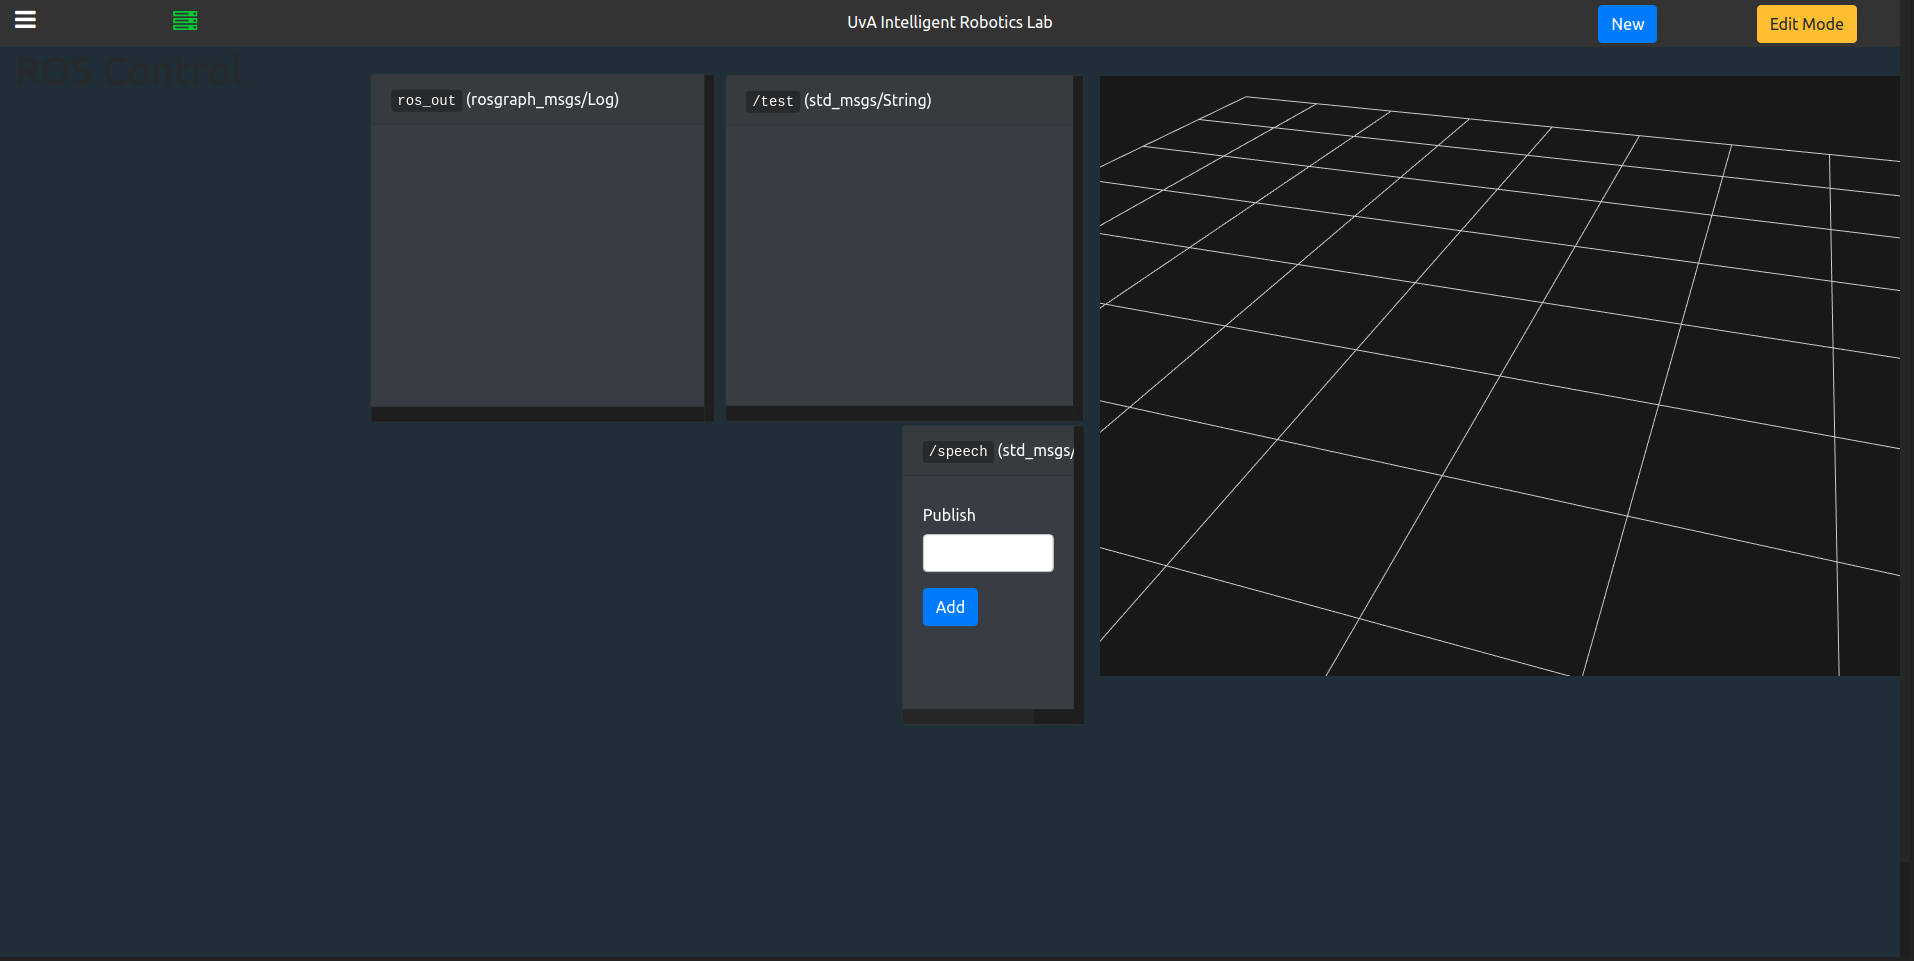 UvA Intelligent Robotics Lab
New
Edit Mode
ROS Control
ros_out (rosgraph_msgs/Log)
/test (std_msgs/String)
/speech (std_msgs/
Publish
Add